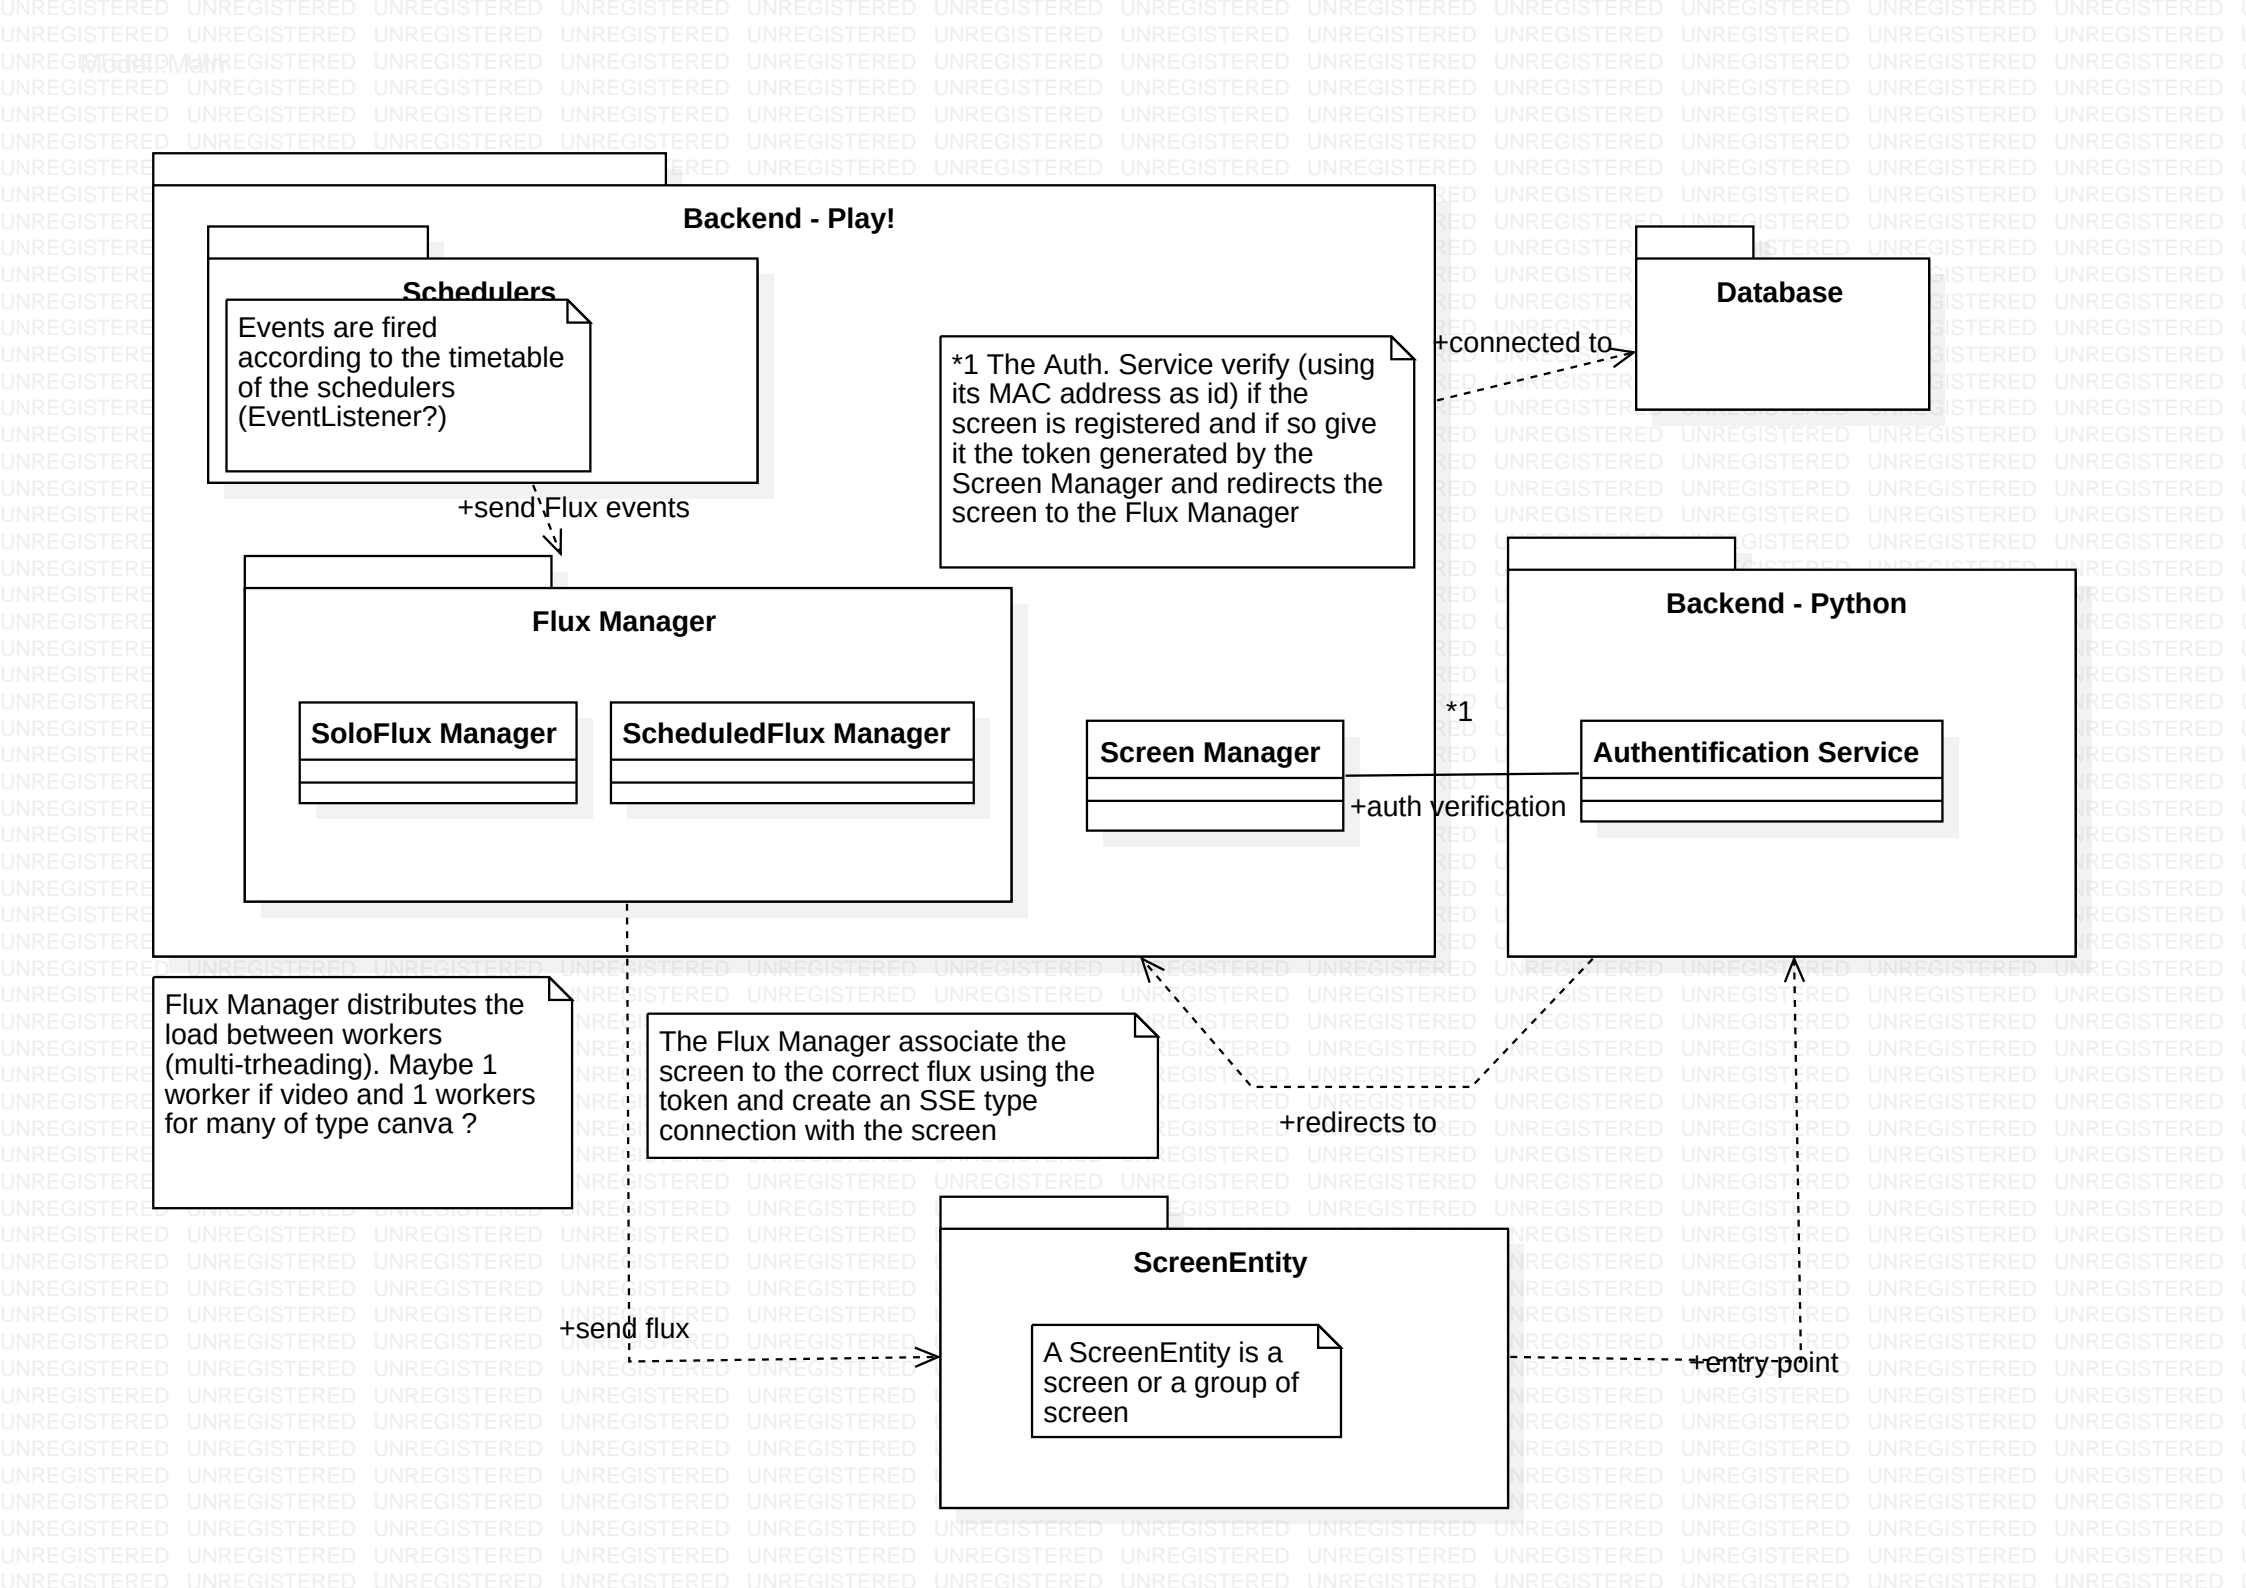 Model::Main
Backend - Play!
Schedulers
Events are fired
according to the timetable
of the schedulers
(EventListener?)
+send Flux events
*1 The Auth. Service verify (using
its MAC address as id) if the
screen is registered and if so give
it the token generated by the
Screen Manager and redirects the
screen to the Flux Manager
+connected to
Database
Flux Manager
SoloFlux Manager
ScheduledFlux Manager
Screen Manager
*1
+auth verification
Backend - Python
Authentification Service
Flux Manager distributes the
load between workers
(multi-trheading). Maybe 1
worker if video and 1 workers
for many of type canva ?
The Flux Manager associate the
screen to the correct flux using the
token and create an SSE type
connection with the screen
+redirects to
+send flux
ScreenEntity
A ScreenEntity is a
screen or a group of
screen
+entry point
UNREGISTERED